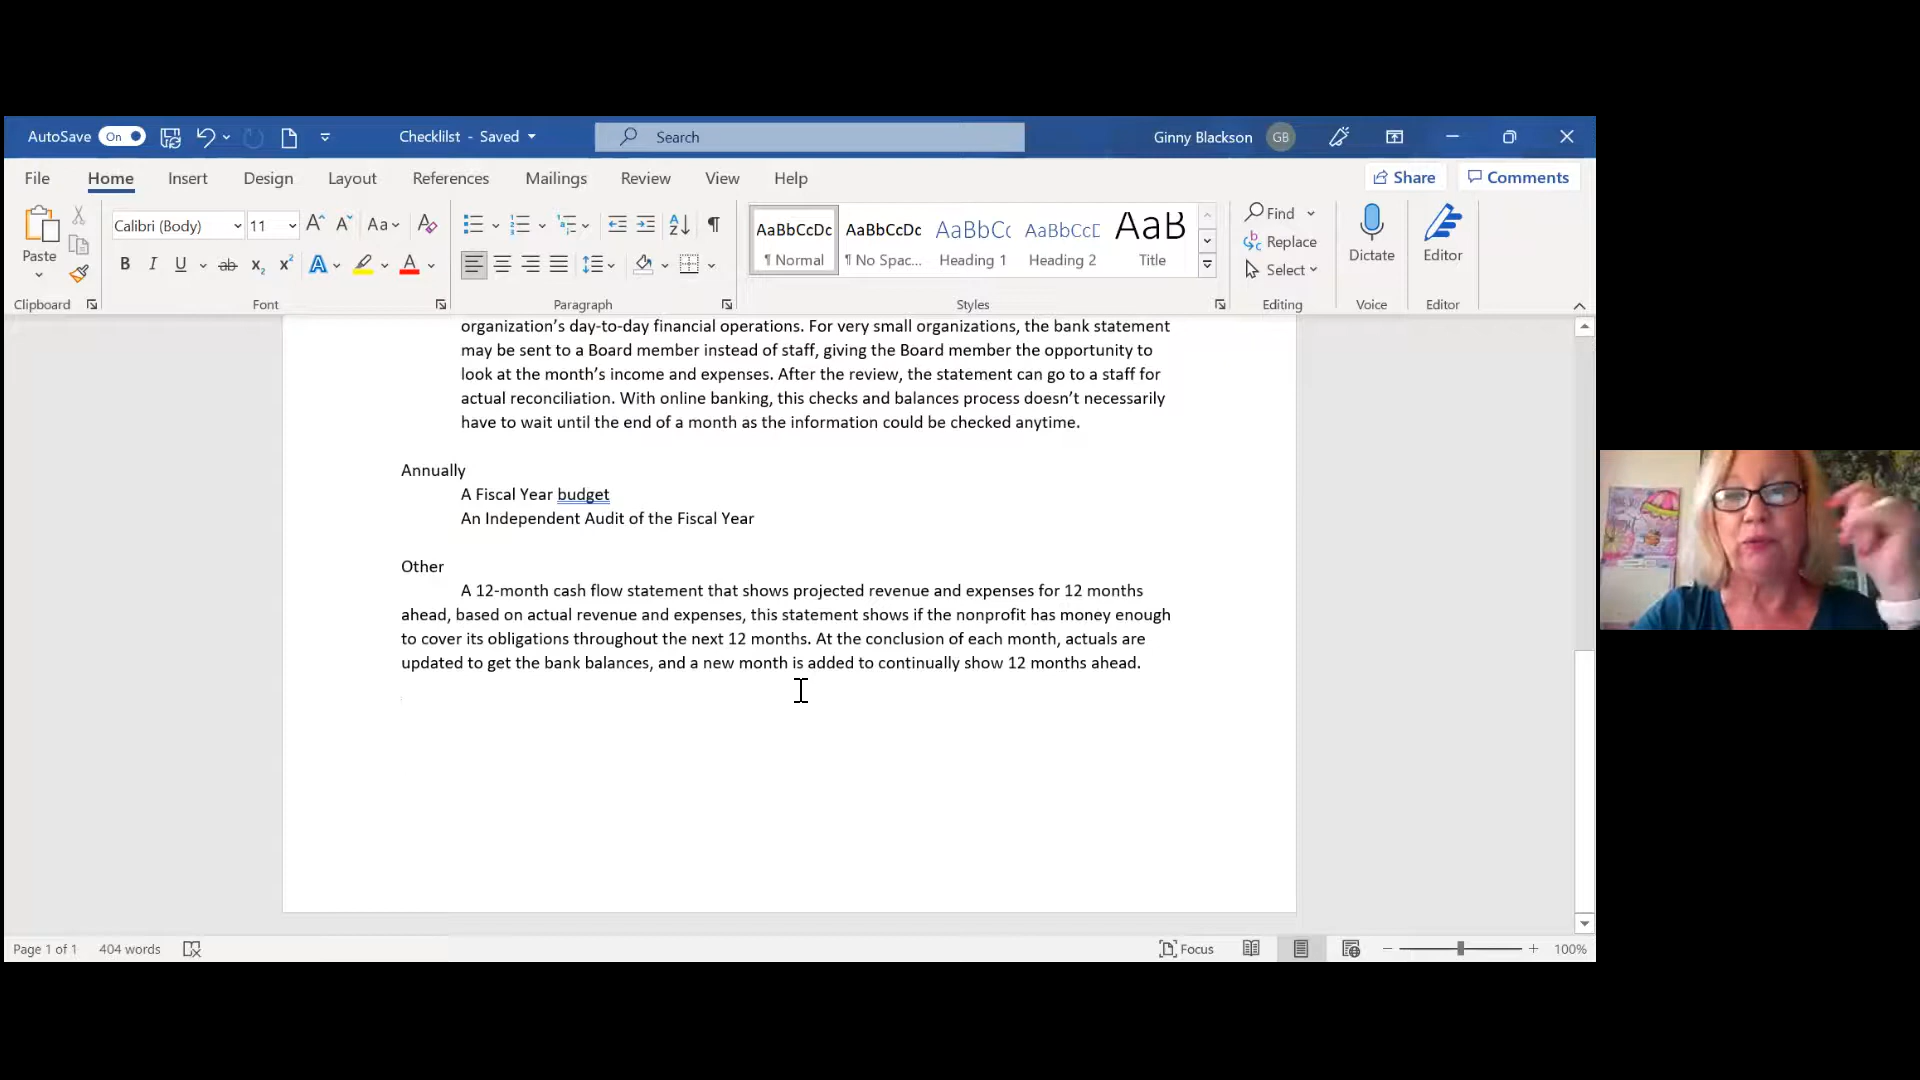 AutoSave On Checklist - Saved Search Ginny Blackson GB
File Home Insert Design Layout References Mailings Review View Help Share Comments
Paste
Clipboard
Calibri (Body) 11
Font
Paragraph
AaBbCcDc AaBbCcDc AaBbCc AaBbCcD AaB
¶ Normal ¶ No Spac... Heading 1 Heading 2 Title
Styles
Find
Replace
Select
Editing
Dictate
Voice
Editor
Editor
organization’s day-to-day financial operations. For very small organizations, the bank statement
may be sent to a Board member instead of staff, giving the Board member the opportunity to
look at the month’s income and expenses. After the review, the statement can go to a staff for
actual reconciliation. With online banking, this checks and balances process doesn’t necessarily
have to wait until the end of a month as the information could be checked anytime.
Annually
A Fiscal Year budget
An Independent Audit of the Fiscal Year
Other
A 12-month cash flow statement that shows projected revenue and expenses for 12 months
ahead, based on actual revenue and expenses, this statement shows if the nonprofit has money enough
to cover its obligations throughout the next 12 months. At the conclusion of each month, actuals are
updated to get the bank balances, and a new month is added to continually show 12 months ahead.
Page 1 of 1 404 words Focus 100%